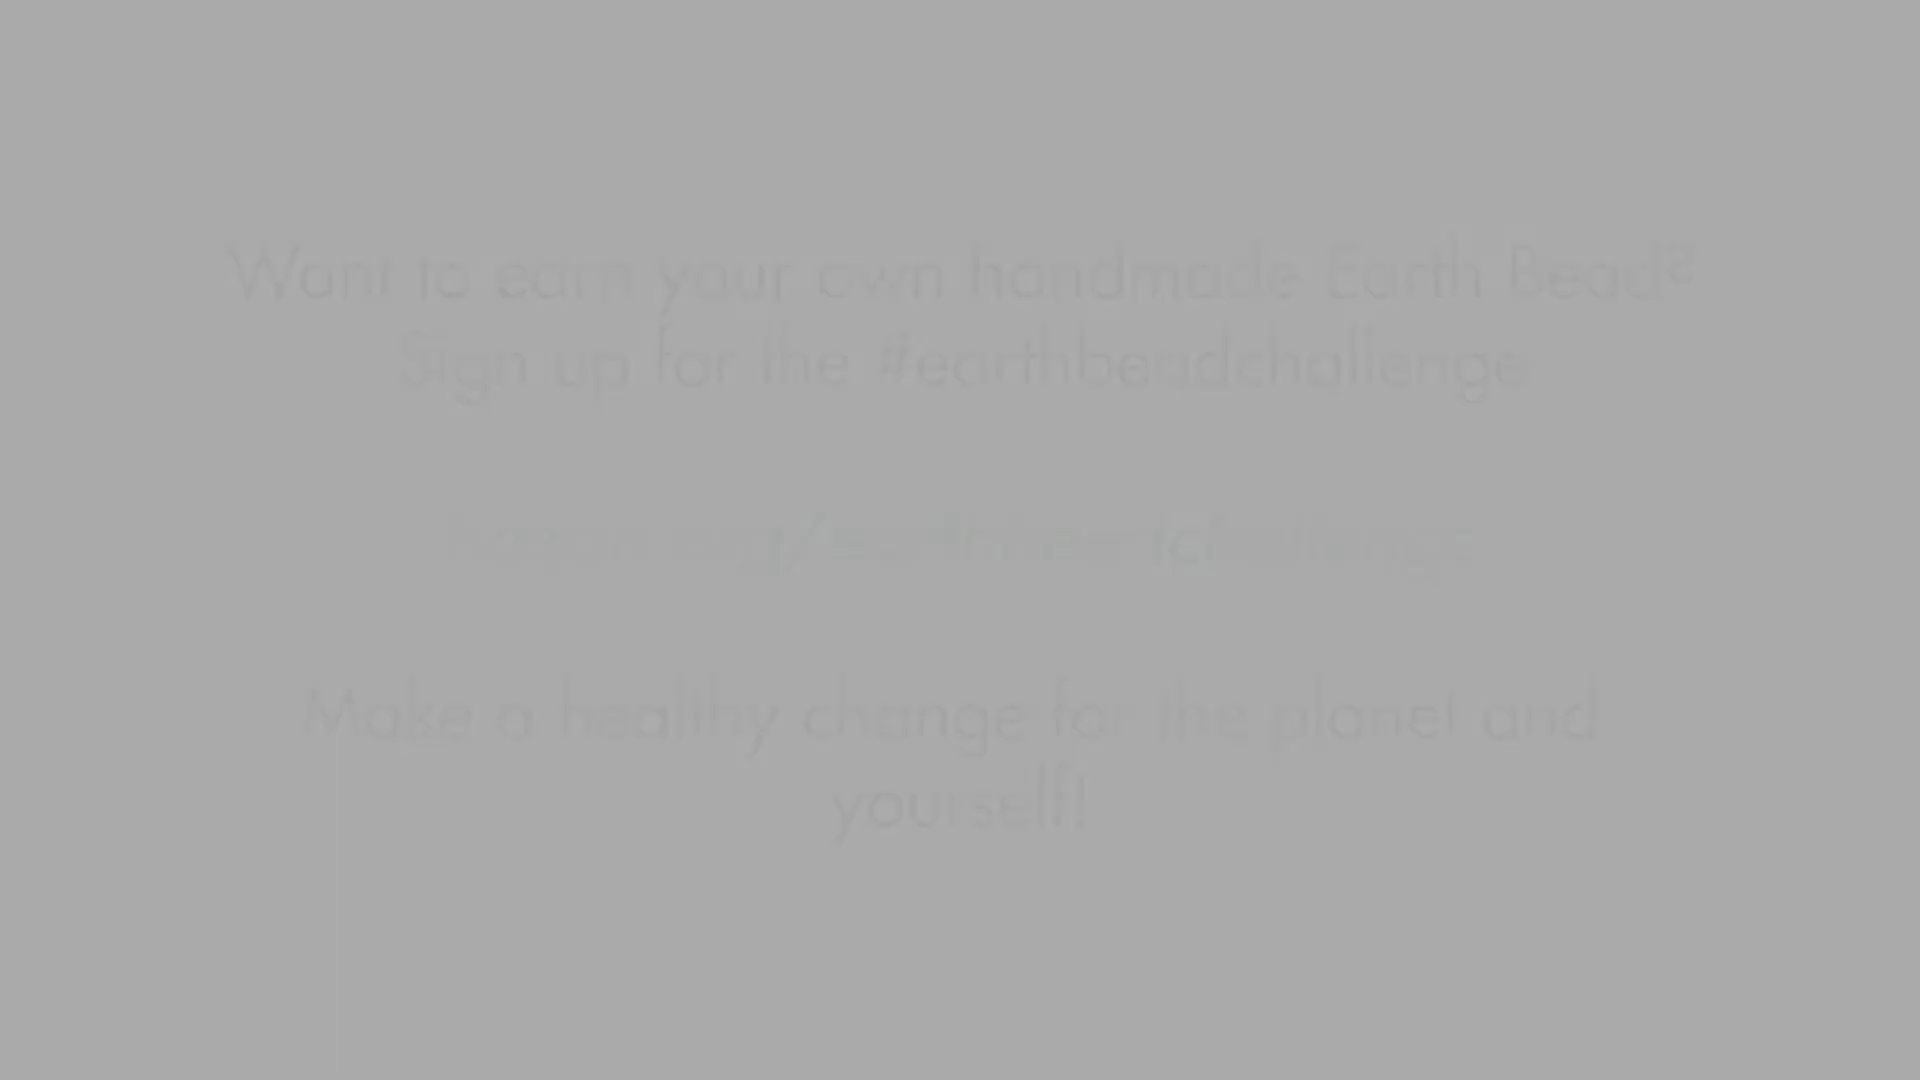 Want to earn your own handmade Earth Bead?
Sign up for the #earthbeadchallenge
Make a healthy change for the planet and
yourself!